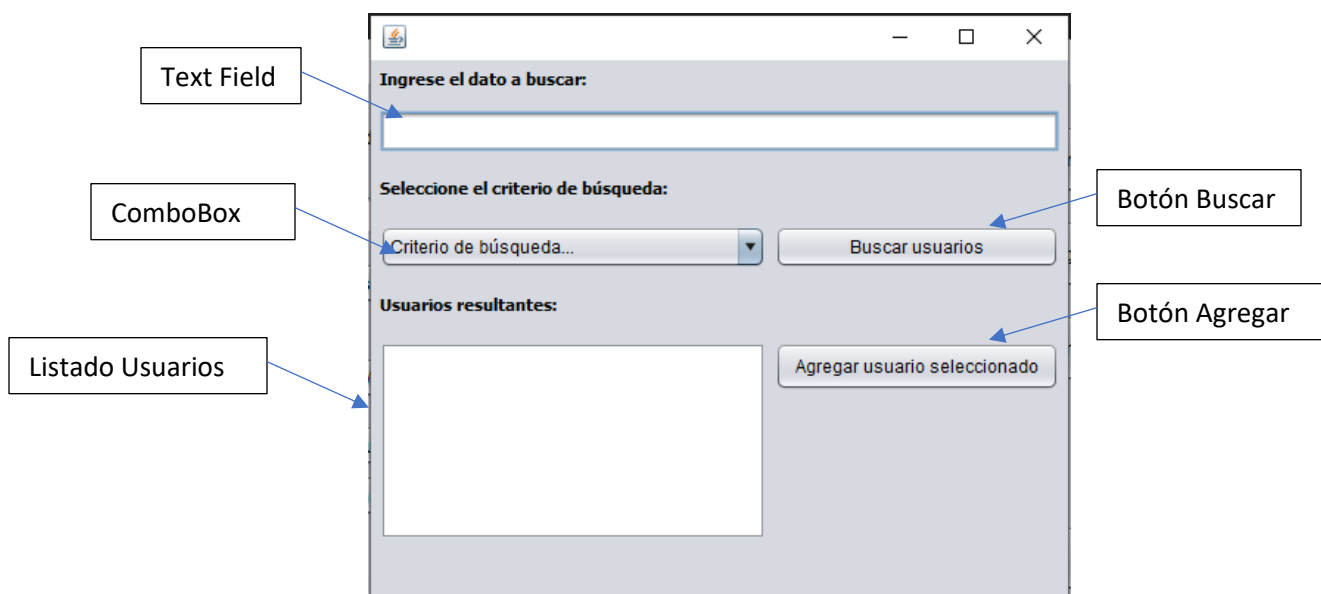 Text Field
Ingrese el dato a buscar:
Seleccione el criterio de búsqueda:
ComboBox
Botón Buscar
Criterio de búsqueda...
Buscar usuarios
Usuarios resultantes:
Botón Agregar
Listado Usuarios
Agregar usuario seleccionado